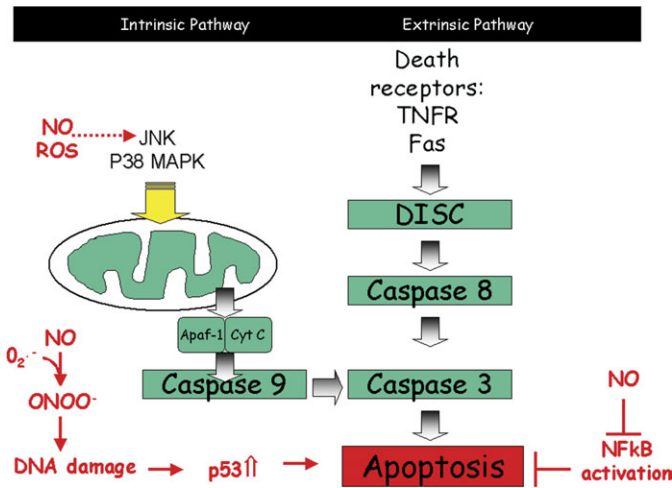 Intrinsic Pathway
Extrinsic Pathway
Death
receptors:
TNFR
Fas
NO
ROS
JNK
P38 MAPK
DISC
Caspase 8
Apaf-1
Cyt C
Caspase 9
Caspase 3
NO
O₂·-
ONOO⁻
DNA damage
p53⇑
Apoptosis
NO
NFkB
activation